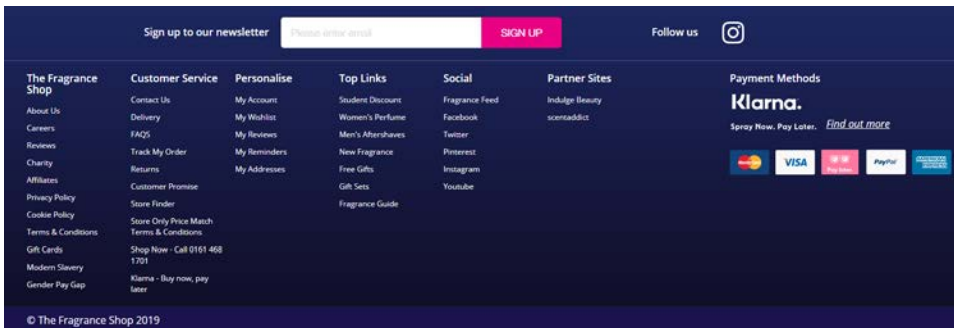 Sign up to our newsletter
Please enter email
SIGN UP
Follow us
The Fragrance
Shop
About Us
Careers
Reviews
Charity
Affiliates
Privacy Policy
Cookie Policy
Terms & Conditions
Gift Cards
Modern Slavery
Gender Pay Gap
Customer Service
Contact Us
Delivery
FAQS
Track My Order
Returns
Customer Promise
Store Finder
Store Only Price Match
Terms & Conditions
Shop Now - Call 0161 468
1701
Klarna - Buy now, pay
later
Personalise
My Account
My Wishlist
My Reviews
My Reminders
My Addresses
Top Links
Student Discount
Women's Perfume
Men's Aftershaves
New Fragrance
Free Gifts
Gift Sets
Fragrance Guide
Social
Fragrance Feed
Facebook
Twitter
Pinterest
Instagram
Youtube
Partner Sites
Indulge Beauty
scentaddict
Payment Methods
Klarna.
Spray Now. Pay Later. Find out more
VISA
Pay later
PayPal
© The Fragrance Shop 2019